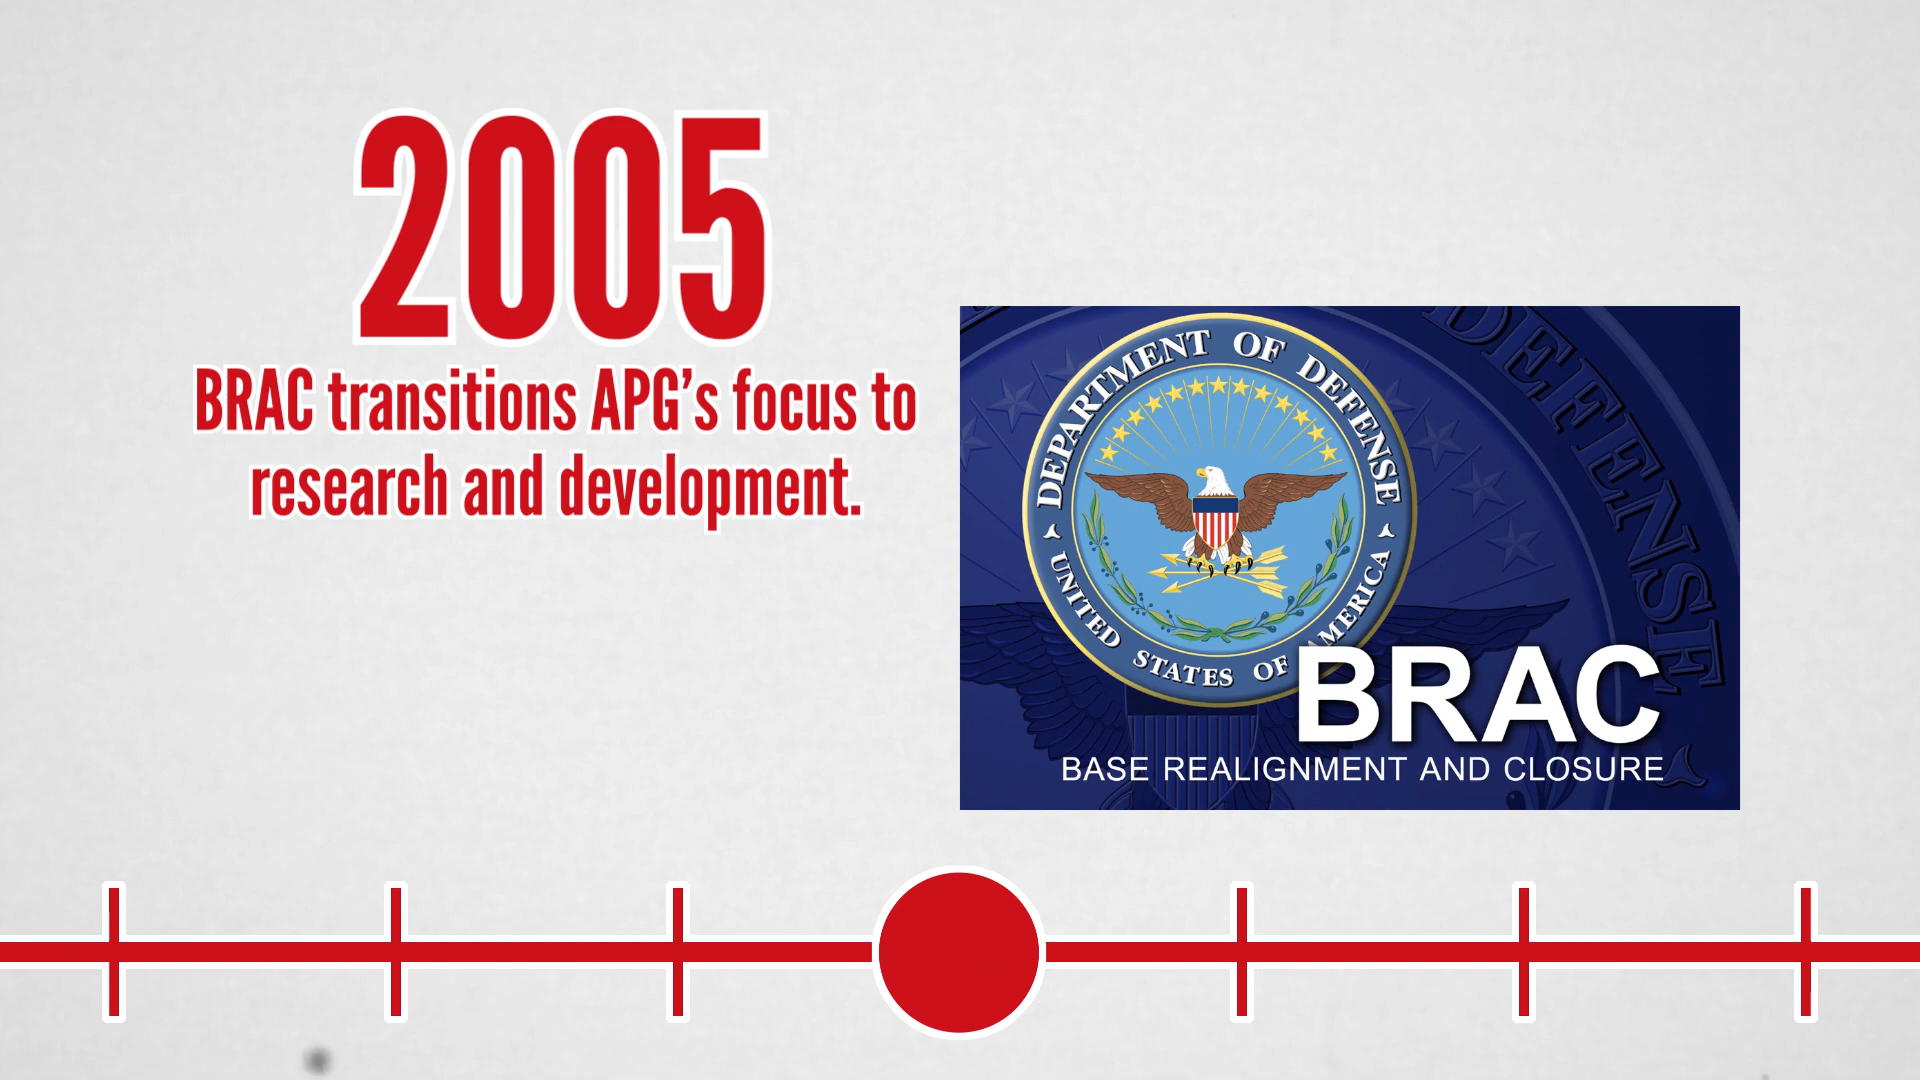 2005
BRAC transitions APG's focus to
research and development.
DEPARTMENT OF DEFENSE
UNITED STATES OF AMERICA
DEFENSE
BRAC
BASE REALIGNMENT AND CLOSURE